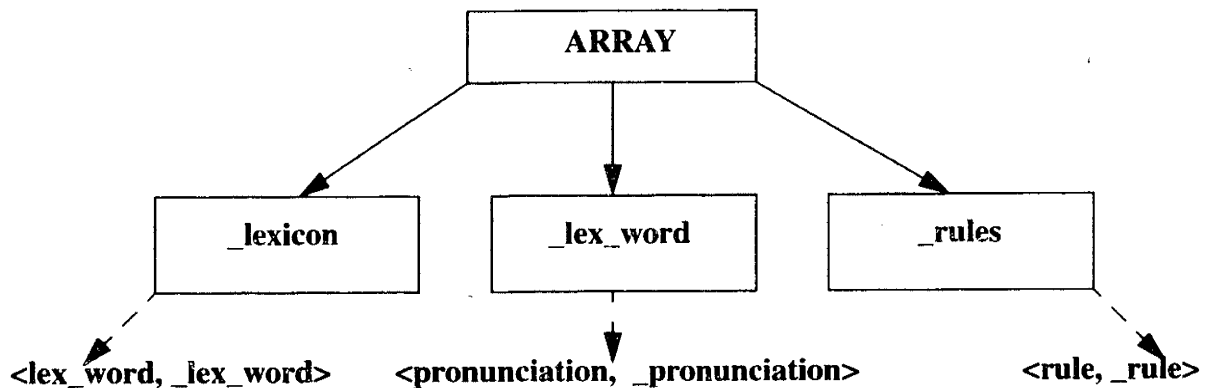 ARRAY
_lexicon
_lex_word
_rules
<lex_word, _lex_word>
<pronunciation, _pronunciation>
<rule, _rule>